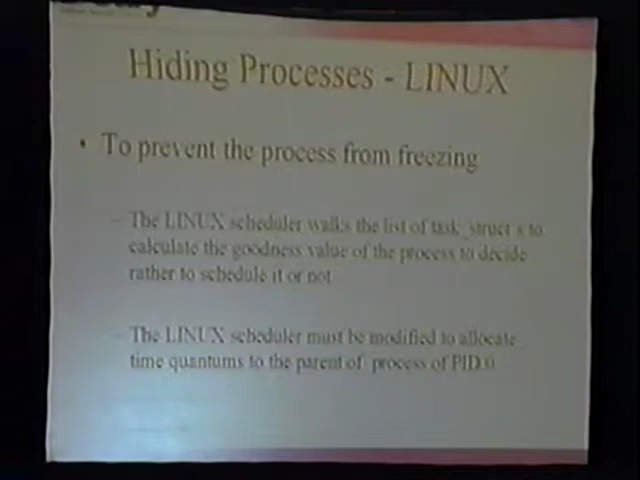 Hiding Processes - LINUX
• To prevent the process from freezing
– The LINUX scheduler walks the list of task_struct's to
calculate the goodness value of the process to decide
rather to schedule it or not
– The LINUX scheduler must be modified to allocate
time quantums to the parent of process of PID 0